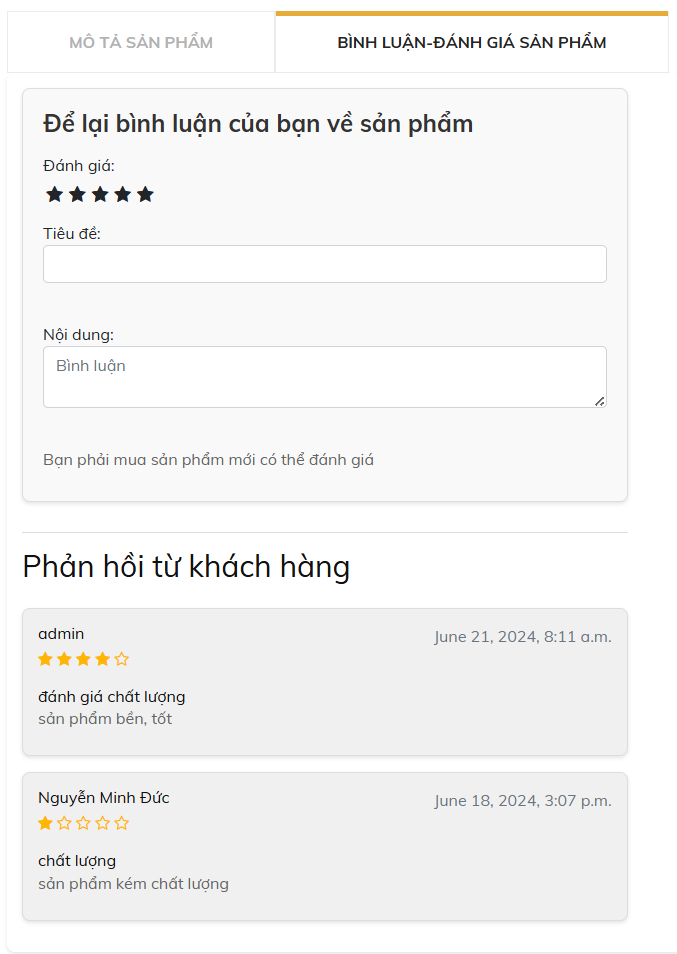 MÔ TẢ SẢN PHẨM
BÌNH LUẬN-ĐÁNH GIÁ SẢN PHẨM
Để lại bình luận của bạn về sản phẩm
Đánh giá:
Tiêu đề:
Nội dung:
Bình luận
Bạn phải mua sản phẩm mới có thể đánh giá
Phản hồi từ khách hàng
admin
June 21, 2024, 8:11 a.m.
đánh giá chất lượng
sản phẩm bền, tốt
Nguyễn Minh Đức
June 18, 2024, 3:07 p.m.
chất lượng
sản phẩm kém chất lượng